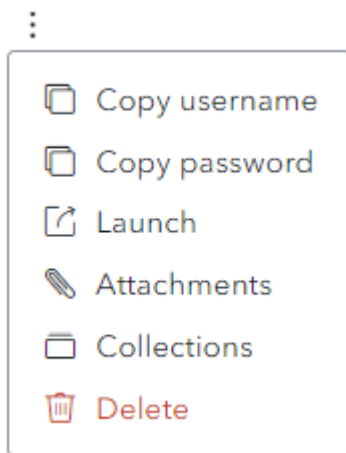 Copy username
Copy password
Launch
Attachments
Collections
Delete